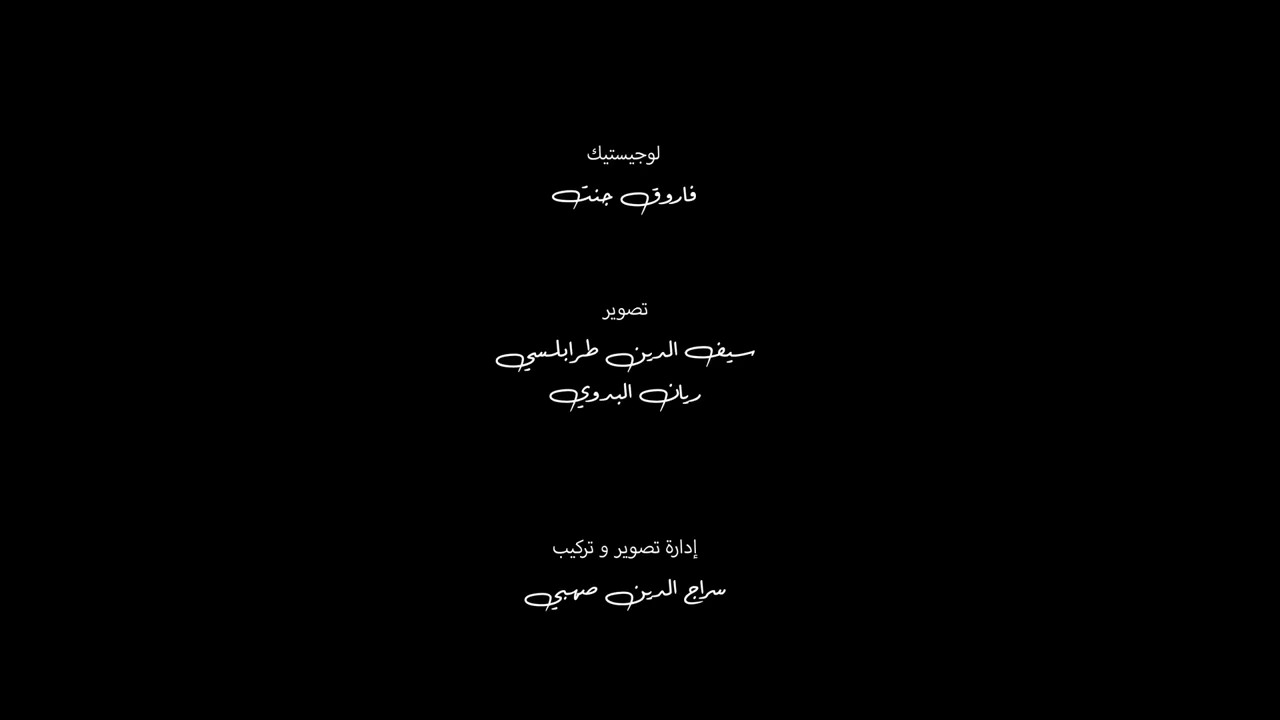 لوجيستيك
فاروق جنت
تصوير
سيف الدين طرابلسي
ريان البدوي
إدارة تصوير و تركيب
سراج الدين صهبي